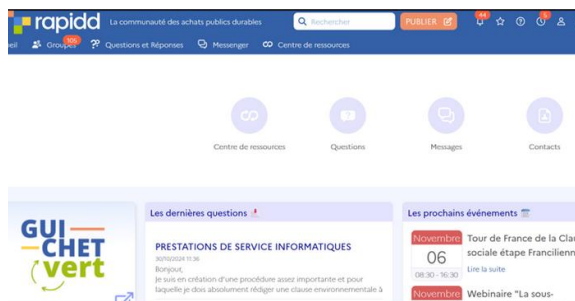 rapidd La communauté des achats publics durables Rechercher PUBLIER 44 5
eil Groupes 305 Questions et Réponses Messenger Centre de ressources
Centre de ressources Questions Messages Contacts
GUI
CHET
vert
Les dernières questions
PRESTATIONS DE SERVICE INFORMATIQUES
30/10/2024 11:36
Bonjour,
Je suis en création d'une procédure assez importante et pour
laquelle je dois absolument rédiger une clause environnementale à
Les prochains événements
Novembre
06
08:30 - 16:30
Tour de France de la Clau
sociale étape Francilienn
Lire la suite
Novembre Webinaire "La sous-